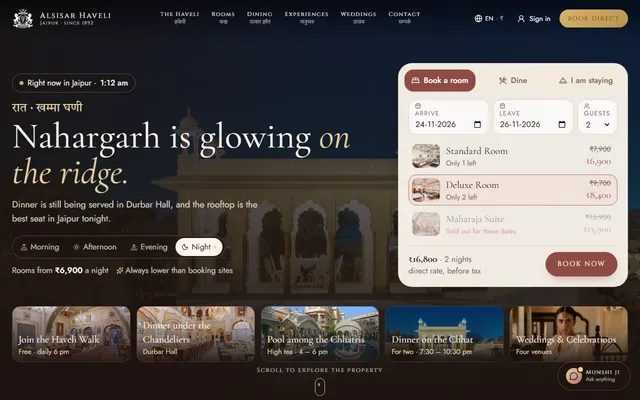 ALSISAR HAVELI
JAIPUR · SINCE 1892
THE HAVELI
हवेली
ROOMS
कक्ष
DINING
EXPERIENCES
WEDDINGS
उत्सव
CONTACT
सम्पर्क
EN · ₹
Sign in
BOOK DIRECT
Right now in Jaipur · 1:12 am
रात · खम्मा घणी
Nahargarh is glowing on
the ridge.
Dinner is still being served in Durbar Hall, and the rooftop is the
best seat in Jaipur tonight.
Morning
Afternoon
Evening
Night
Rooms from ₹6,900 a night
Always lower than booking sites
Book a room
Dine
I am staying
ARRIVE
24-11-2026
LEAVE
26-11-2026
GUESTS
2
Standard Room
Only 1 left
₹7,900
₹6,900
Deluxe Room
Only 2 left
₹9,700
₹8,400
Maharaja Suite
Sold out for these dates
₹13,900
₹16,800 · 2 nights
direct rate, before tax
BOOK NOW
Join the Haveli Walk
Free · daily 6 pm
Dinner under the
Chandeliers
Durbar Hall
Pool among the Chhatris
High tea · 4 – 6 pm
Dinner on the Chhat
For two · 7:30 – 10:30 pm
Weddings & Celebrations
Four venues
SCROLL TO EXPLORE THE PROPERTY
MUNSHI JI
Ask anything